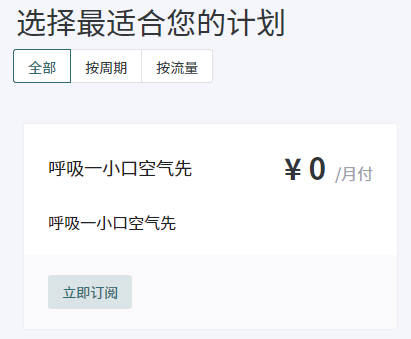 选择最适合您的计划
全部 按周期 按流量
呼吸一小口空气先 ¥ 0 /月付
呼吸一小口空气先
立即订阅